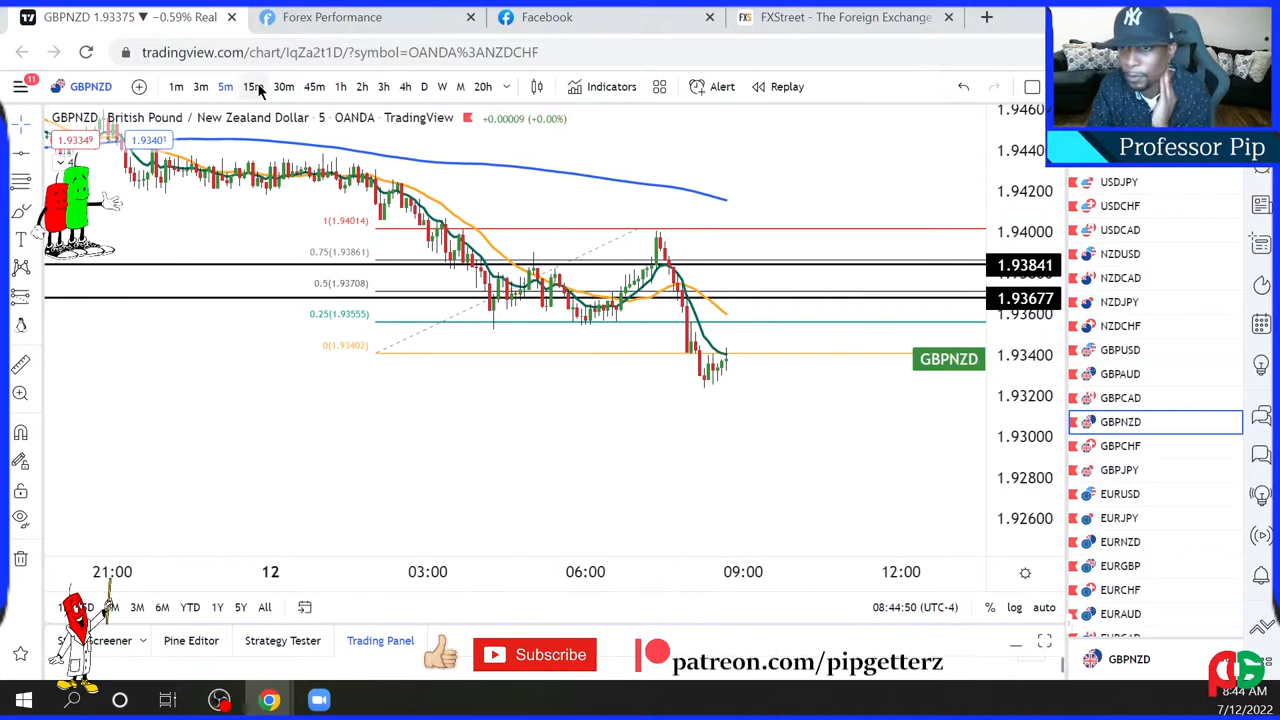 GBPNZD 1.93375 ▼ −0.59% Real
Forex Performance
Facebook
FXStreet - The Foreign Exchange
tradingview.com/chart/IqZa2t1D/?symbol=OANDA%3ANZDCHF
11
GBPNZD 1m 3m 5m 15m 30m 45m 1h 2h 3h 4h D W M 20h Indicators Alert Replay
GBPNZD British Pound / New Zealand Dollar · 5 · OANDA · TradingView +0.00009 (+0.00%)
1.93349 1.93401
4
Professor Pip
1(1.94014)
0.75(1.93861)
0.5(1.93708)
0.25(1.93555)
0(1.93402)
1.94200
1.94000
1.93841
1.93677
1.93600
1.93400
GBPNZD
1.93200
1.93000
1.92800
1.92600
USDJPY
USDCHF
USDCAD
NZDUSD
NZDCAD
NZDJPY
NZDCHF
GBPUSD
GBPAUD
GBPCAD
GBPNZD
GBPCHF
GBPJPY
EURUSD
EURJPY
EURNZD
EURGBP
EURCHF
EURAUD
21:00 12 03:00 06:00 09:00 12:00
3M 6M YTD 1Y 5Y All
08:44:50 (UTC-4) % log auto
Pine Editor Strategy Tester Trading Panel
Subscribe
patreon.com/pipgetterz
GBPNZD
8:44 AM
7/12/2022